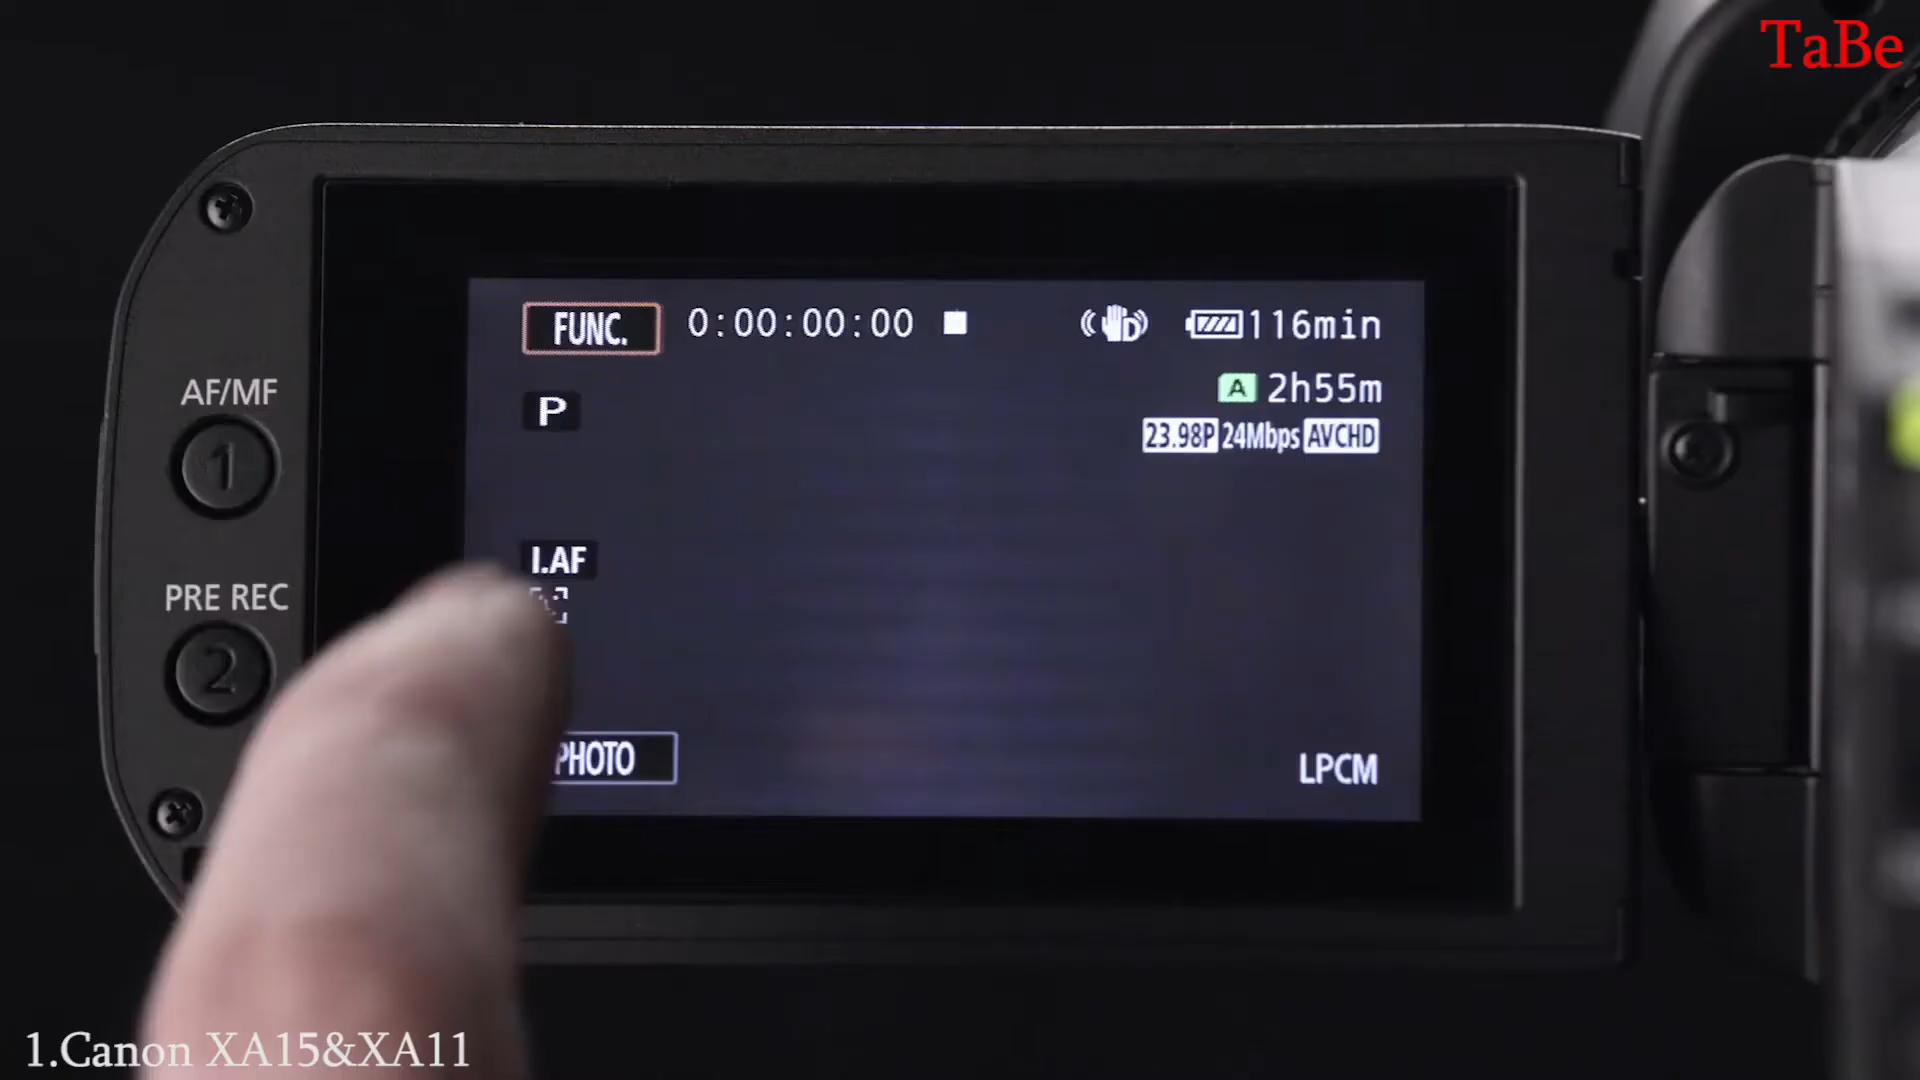 TaBe
FUNC. 0:00:00:00 116min
A 2h55m
P
23.98P 24Mbps AVCHD
AF/MF
1
I.AF
PRE REC
2
PHOTO
LPCM
1.Canon XA15&XA11